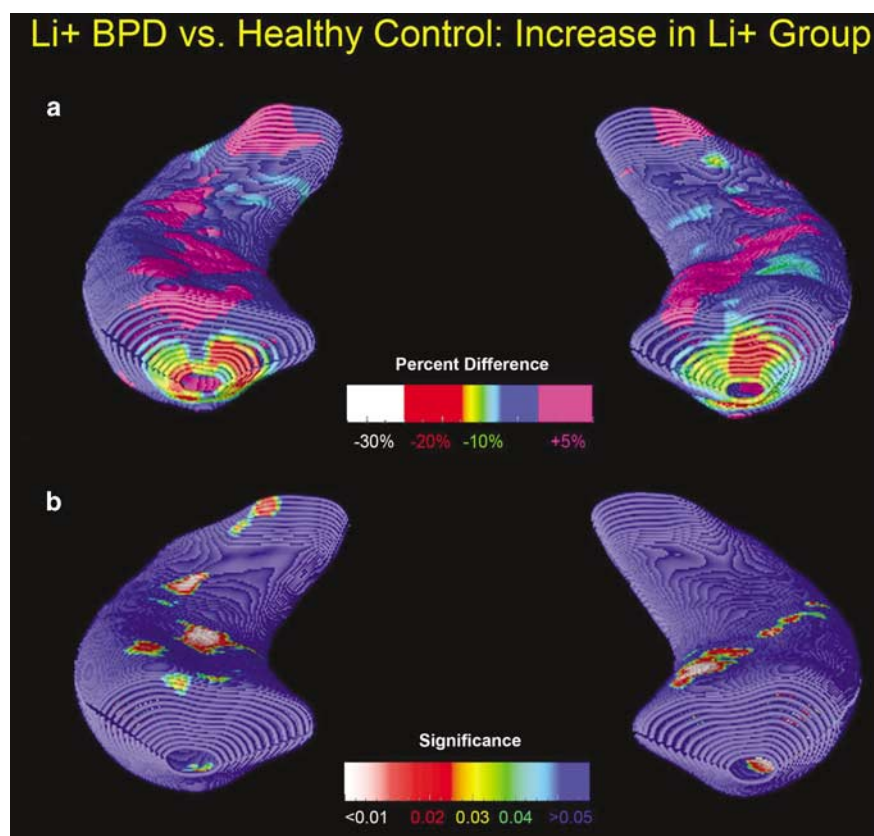 Li+ BPD vs. Healthy Control: Increase in Li+ Group
a
Percent Difference
-30% -20% -10% +5%
b
Significance
<0.01 0.02 0.03 0.04 >0.05